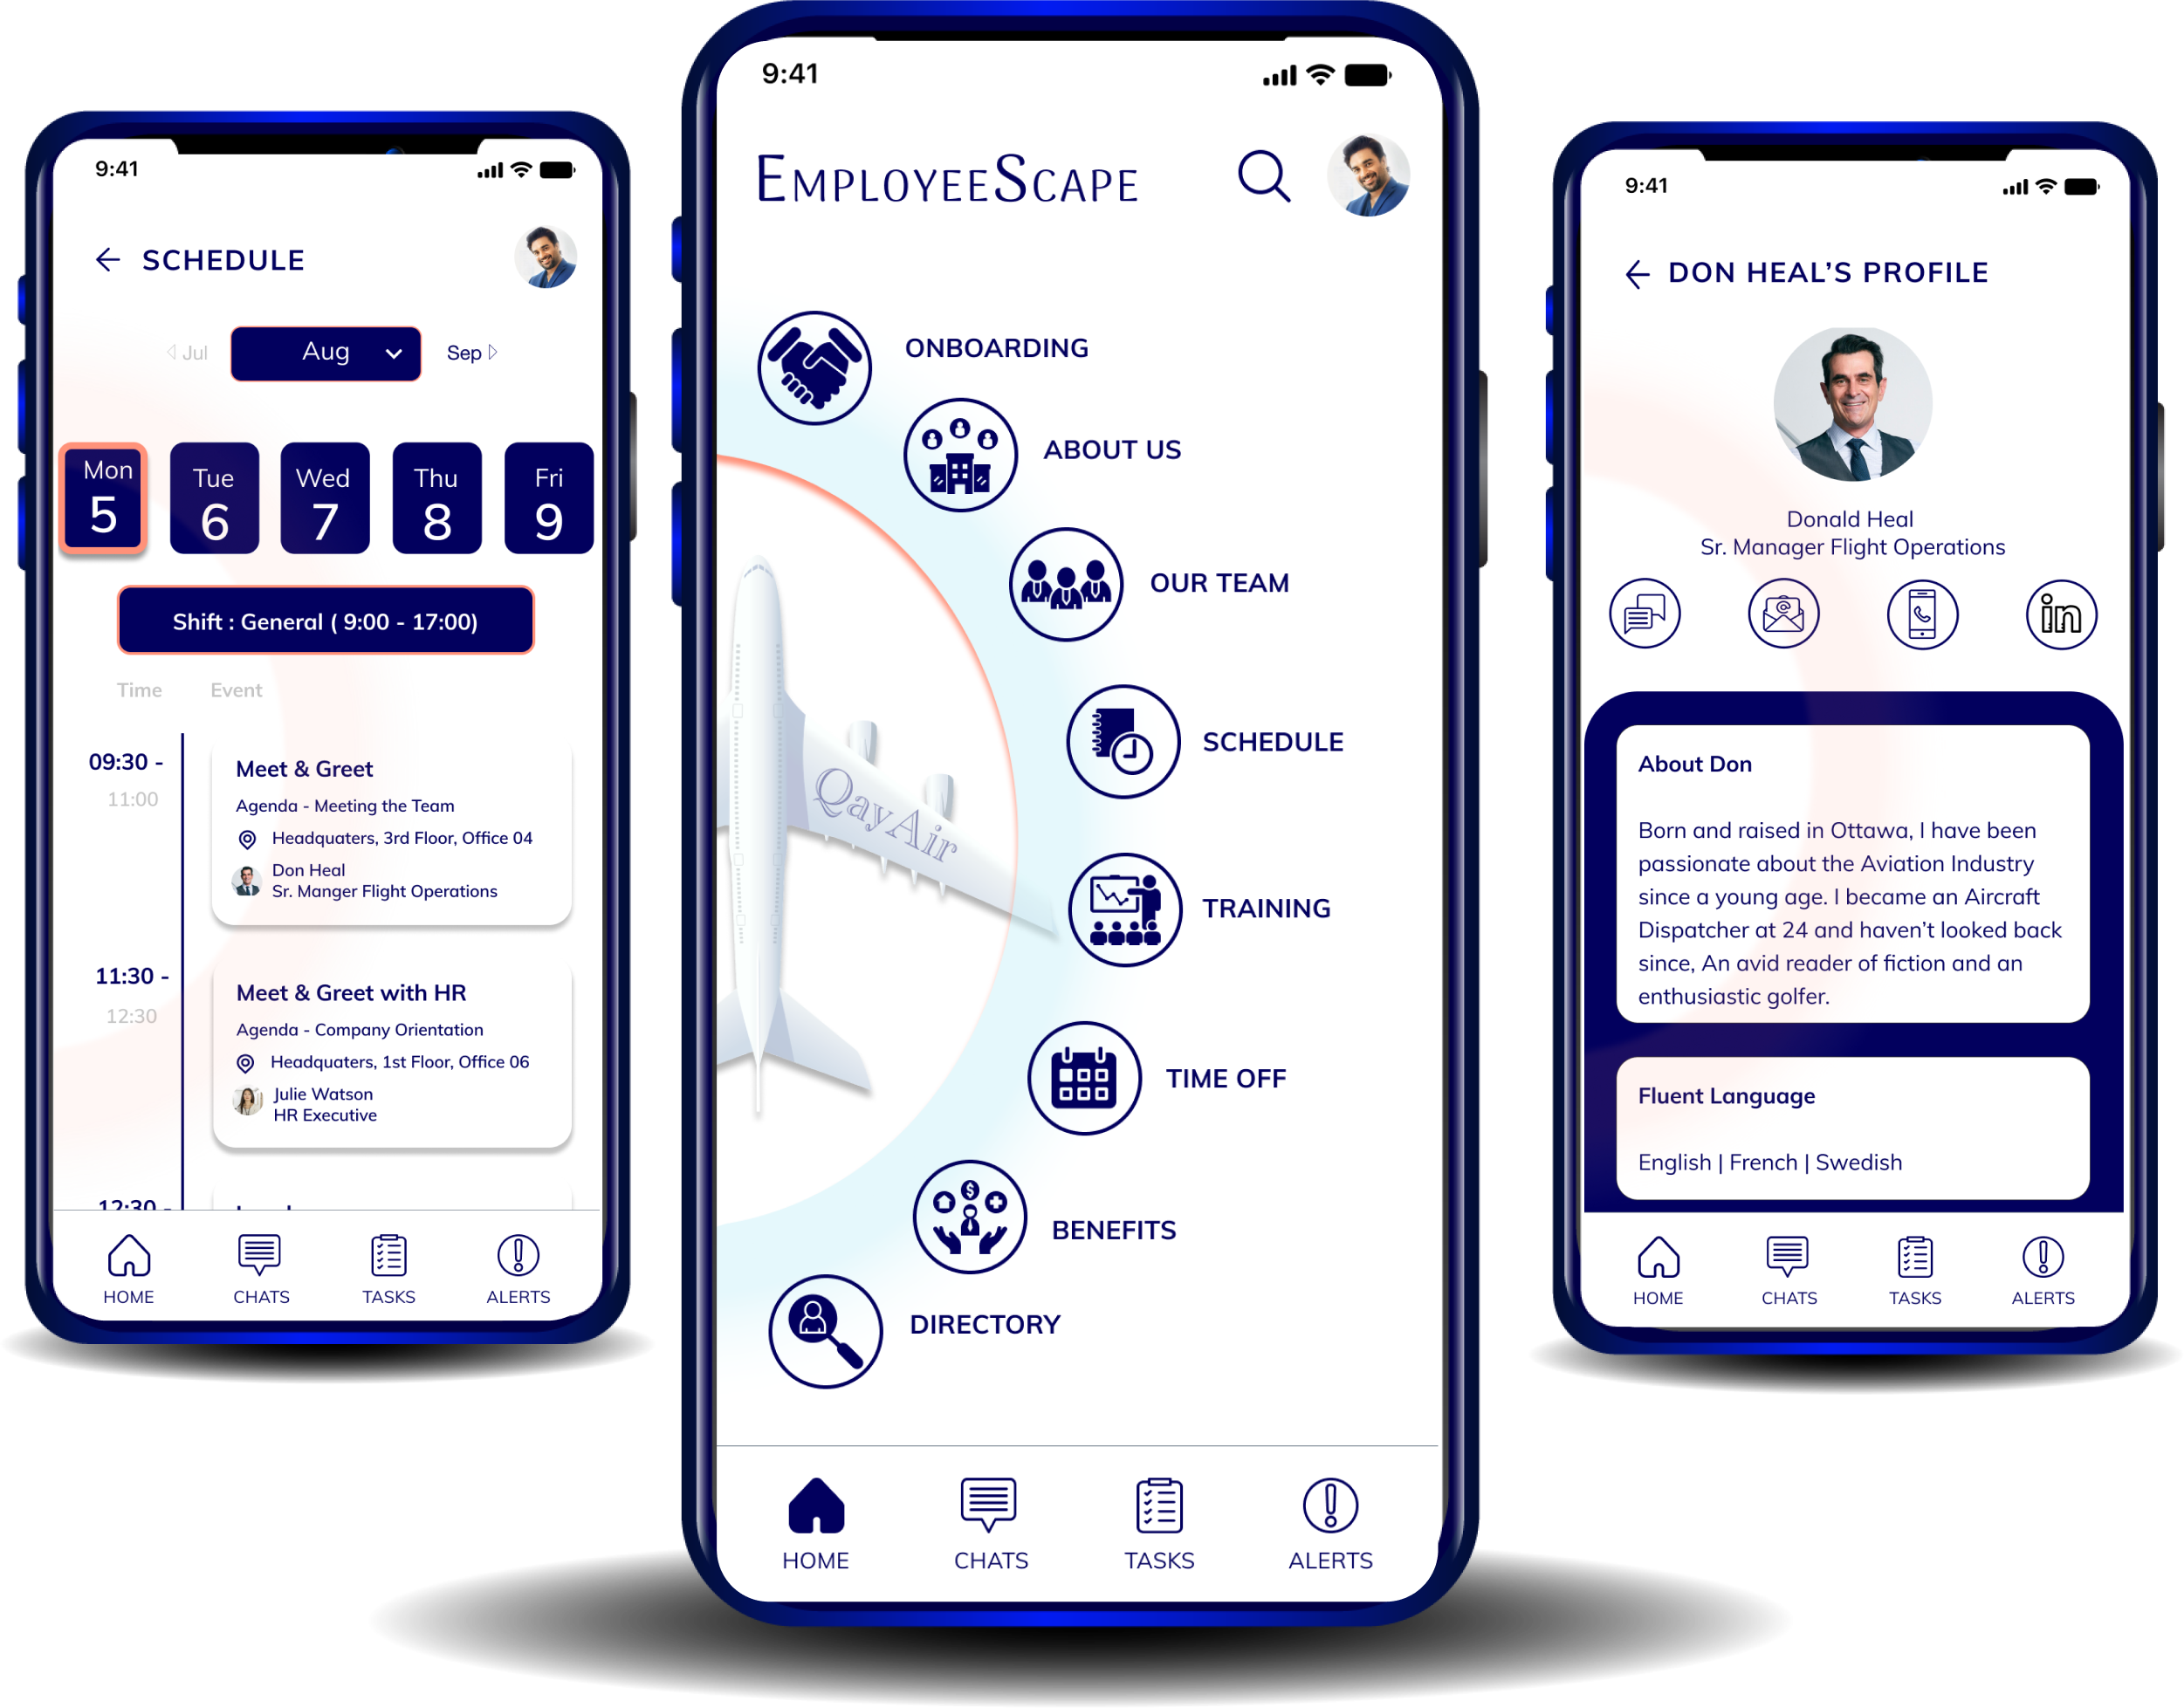 9:41
SCHEDULE
Jul
Aug
Sep
Mon
5
Tue
6
Wed
7
Thu
8
Fri
9
Shift : General ( 9:00 - 17:00)
Time
Event
09:30 -
11:00
Meet & Greet
Agenda - Meeting the Team
Headquaters, 3rd Floor, Office 04
Don Heal
Sr. Manger Flight Operations
11:30 -
12:30
Meet & Greet with HR
Agenda - Company Orientation
Headquaters, 1st Floor, Office 06
Julie Watson
HR Executive
12:30 -
HOME
CHATS
TASKS
ALERTS
9:41
EMPLOYEESCAPE
ONBOARDING
ABOUT US
OUR TEAM
SCHEDULE
QayAir
TRAINING
TIME OFF
BENEFITS
DIRECTORY
HOME
CHATS
TASKS
ALERTS
9:41
DON HEAL’S PROFILE
Donald Heal
Sr. Manager Flight Operations
in
About Don
Born and raised in Ottawa, I have been
passionate about the Aviation Industry
since a young age. I became an Aircraft
Dispatcher at 24 and haven’t looked back
since, An avid reader of fiction and an
enthusiastic golfer.
Fluent Language
English | French | Swedish
HOME
CHATS
TASKS
ALERTS